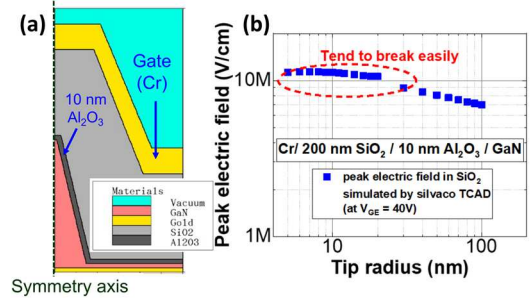 (a)
Gate
(Cr)
10 nm
Al₂O₃
Materials
Vacuum
GaN
Gold
SiO2
Al2O3
Symmetry axis
(b)
Peak electric field (V/cm)
10M
1M
Tend to break easily
Cr/ 200 nm SiO₂ / 10 nm Al₂O₃ / GaN
peak electric field in SiO₂
simulated by silvaco TCAD
(at V_GE = 40V)
10
100
Tip radius (nm)